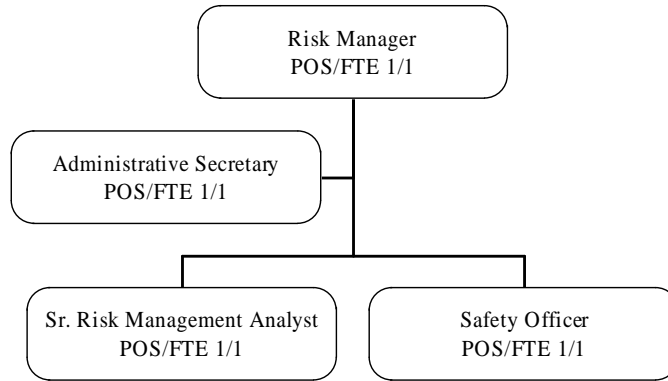 Risk Manager
POS/FTE 1/1
Administrative Secretary
POS/FTE 1/1
Sr. Risk Management Analyst
POS/FTE 1/1
Safety Officer
POS/FTE 1/1